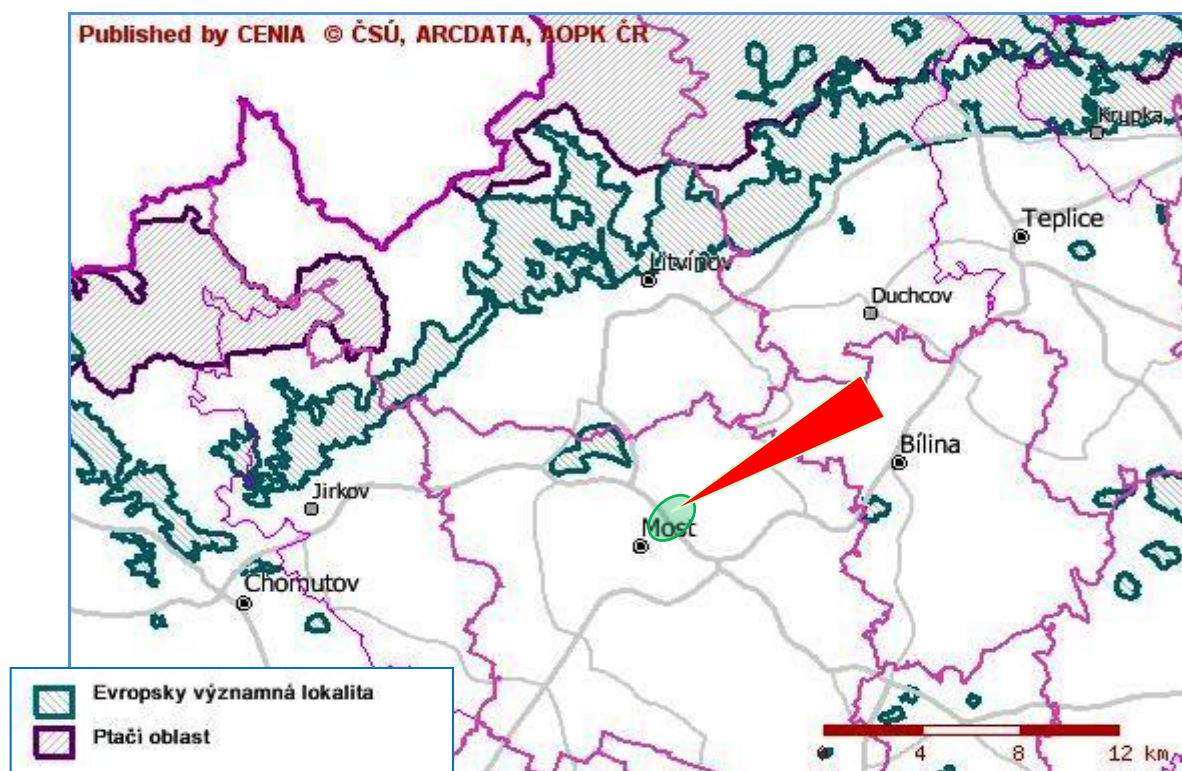 Published by CENIA © ČSÚ, ARCDATA, AOPK ČR
Krupka
Teplice
Litvínov
Duchcov
Bílina
Jirkov
Most
Chomutov
Evropsky významná lokalita
Ptačí oblast
4 8 12 km